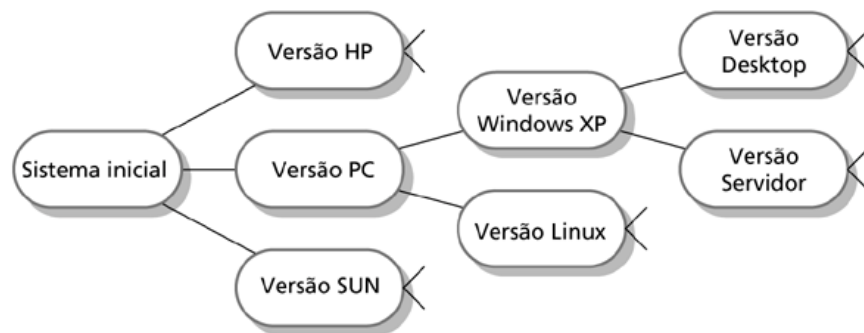 Versão HP
Versão
Desktop
Versão
Windows XP
Sistema inicial
Versão PC
Versão
Servidor
Versão Linux
Versão SUN